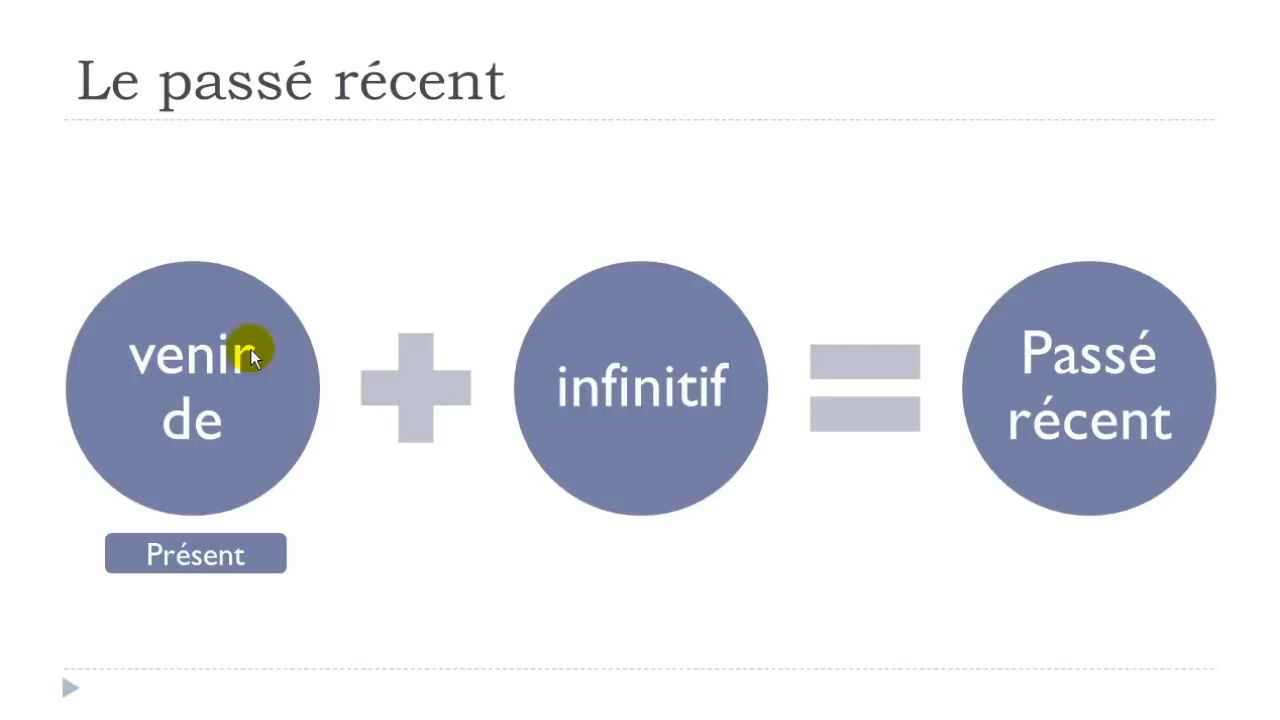 Le passé récent
venir
de
infinitif
Passé
récent
Présent